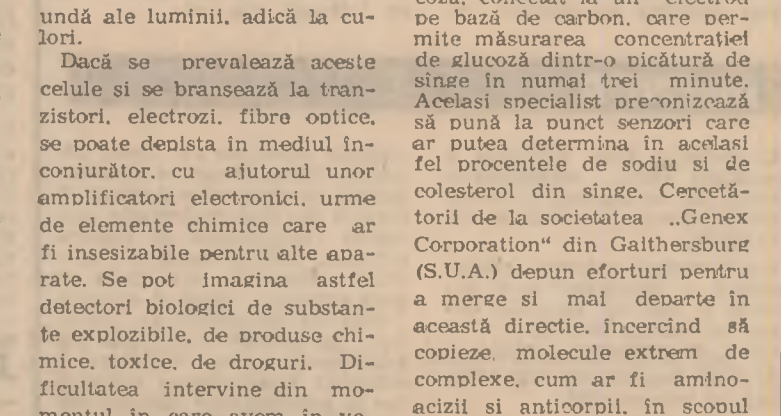 undă ale luminii, adică la cu-
lori.
Dacă se prevalează aceste
celule și se branșează la tran-
zistori, electrozi, fibre optice,
se poate depista în mediul în-
conjurător, cu ajutorul unor
amplificatori electronici, urme
de elemente chimice care ar
fi insesizabile pentru alte apa-
rate. Se pot imagina astfel
detectori biologici de substan-
te explozibile, de produse chi-
mice, toxice, de droguri. Di-
ficultatea intervine din mo-
mentul în care avem în ve-
coză, conectat la un electrod
pe bază de carbon, care per-
mite măsurarea concentrației
de glucoză dintr-o picătură de
sînge în numai trei minute.
Același specialist preconizează
să pună la punct senzori care
ar putea determina în același
fel procentele de sodiu și de
colesterol din sînge. Cercetă-
torii de la societatea „Genex
Corporation“ din Gaithersburg
(S.U.A.) depun eforturi pentru
a merge și mai departe în
această direcție, încercînd să
copieze, molecule extrem de
complexe, cum ar fi amino-
acizii și anticorpii, în scopul